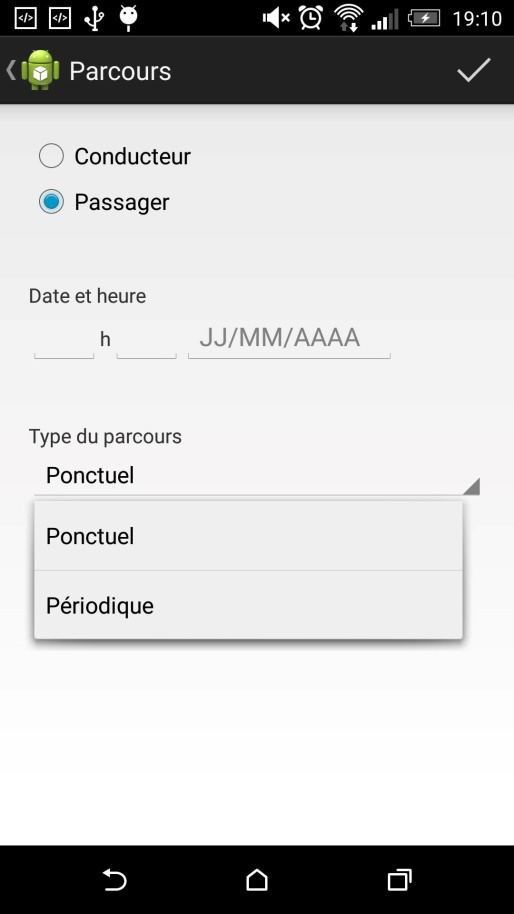 19:10
Parcours
Conducteur
Passager
Date et heure
h JJ/MM/AAAA
Type du parcours
Ponctuel
Ponctuel
Périodique